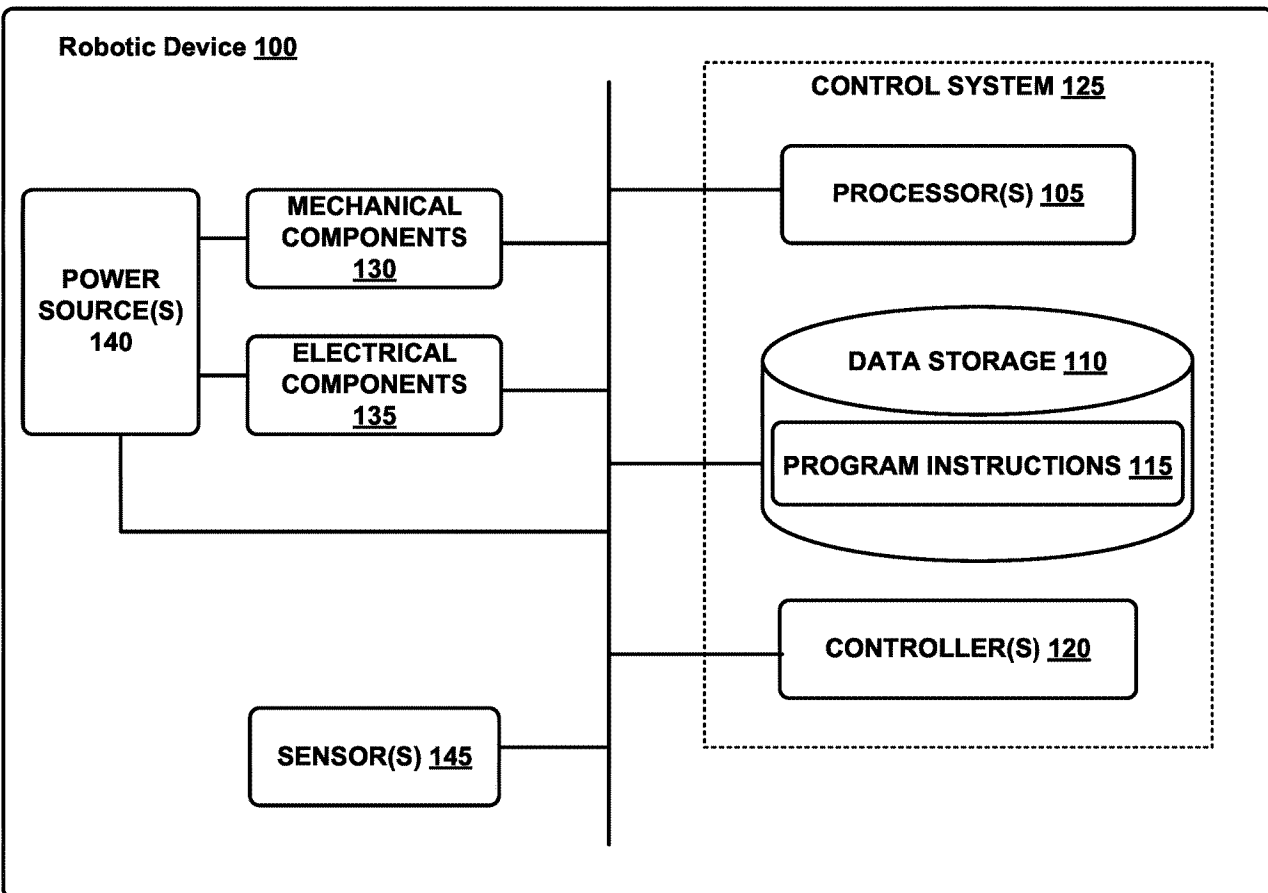 Robotic Device 100
CONTROL SYSTEM 125
PROCESSOR(S) 105
MECHANICAL
COMPONENTS
130
POWER
SOURCE(S)
140
ELECTRICAL
COMPONENTS
135
DATA STORAGE 110
PROGRAM INSTRUCTIONS 115
CONTROLLER(S) 120
SENSOR(S) 145